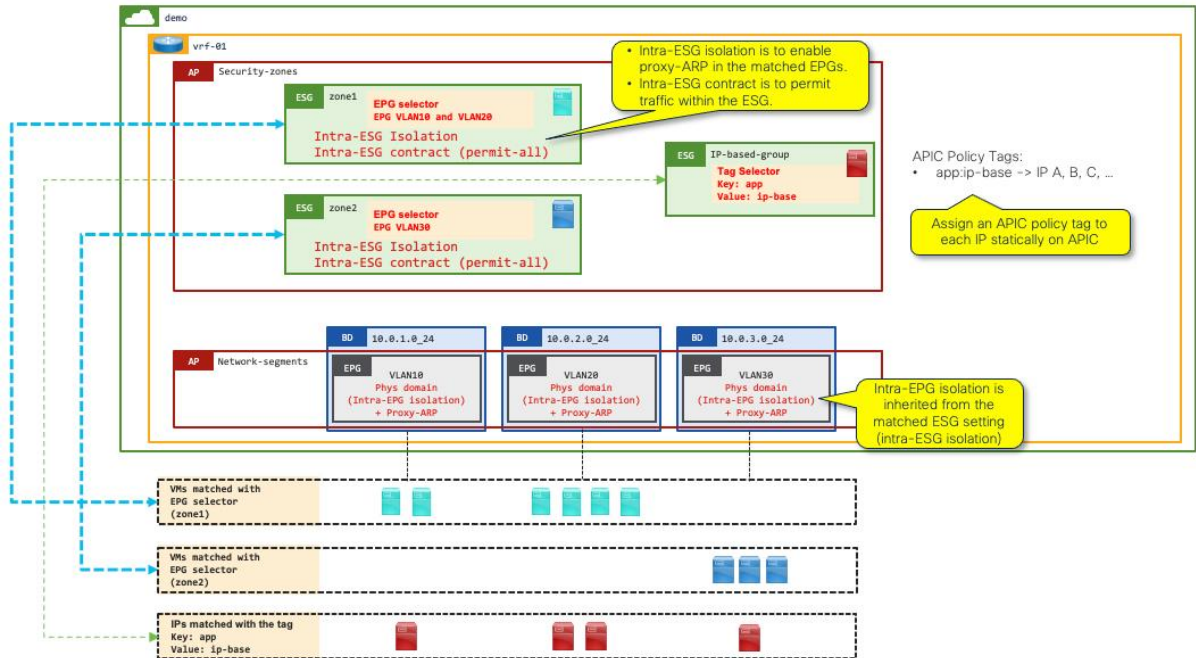 demo
vrf-01
AP Security-zones
• Intra-ESG isolation is to enable
proxy-ARP in the matched EPGs.
• Intra-ESG contract is to permit
traffic within the ESG.
ESG zone1
EPG selector
EPG VLAN10 and VLAN20
Intra-ESG Isolation
Intra-ESG contract (permit-all)
ESG IP-based-group
Tag Selector
Key: app
Value: ip-base
APIC Policy Tags:
• app:ip-base -> IP A, B, C, ...
Assign an APIC policy tag to
each IP statically on APIC
ESG zone2
EPG selector
EPG VLAN30
Intra-ESG Isolation
Intra-ESG contract (permit-all)
AP Network-segments
BD 10.0.1.0_24
EPG
VLAN10
Phys domain
(Intra-EPG isolation)
+ Proxy-ARP
BD 10.0.2.0_24
EPG
VLAN20
Phys domain
(Intra-EPG isolation)
+ Proxy-ARP
BD 10.0.3.0_24
EPG
VLAN30
Phys domain
(Intra-EPG isolation)
+ Proxy-ARP
Intra-EPG isolation is
inherited from the
matched ESG setting
(intra-ESG isolation)
VMs matched with
EPG selector
(zone1)
VMs matched with
EPG selector
(zone2)
IPs matched with the tag
Key: app
Value: ip-base